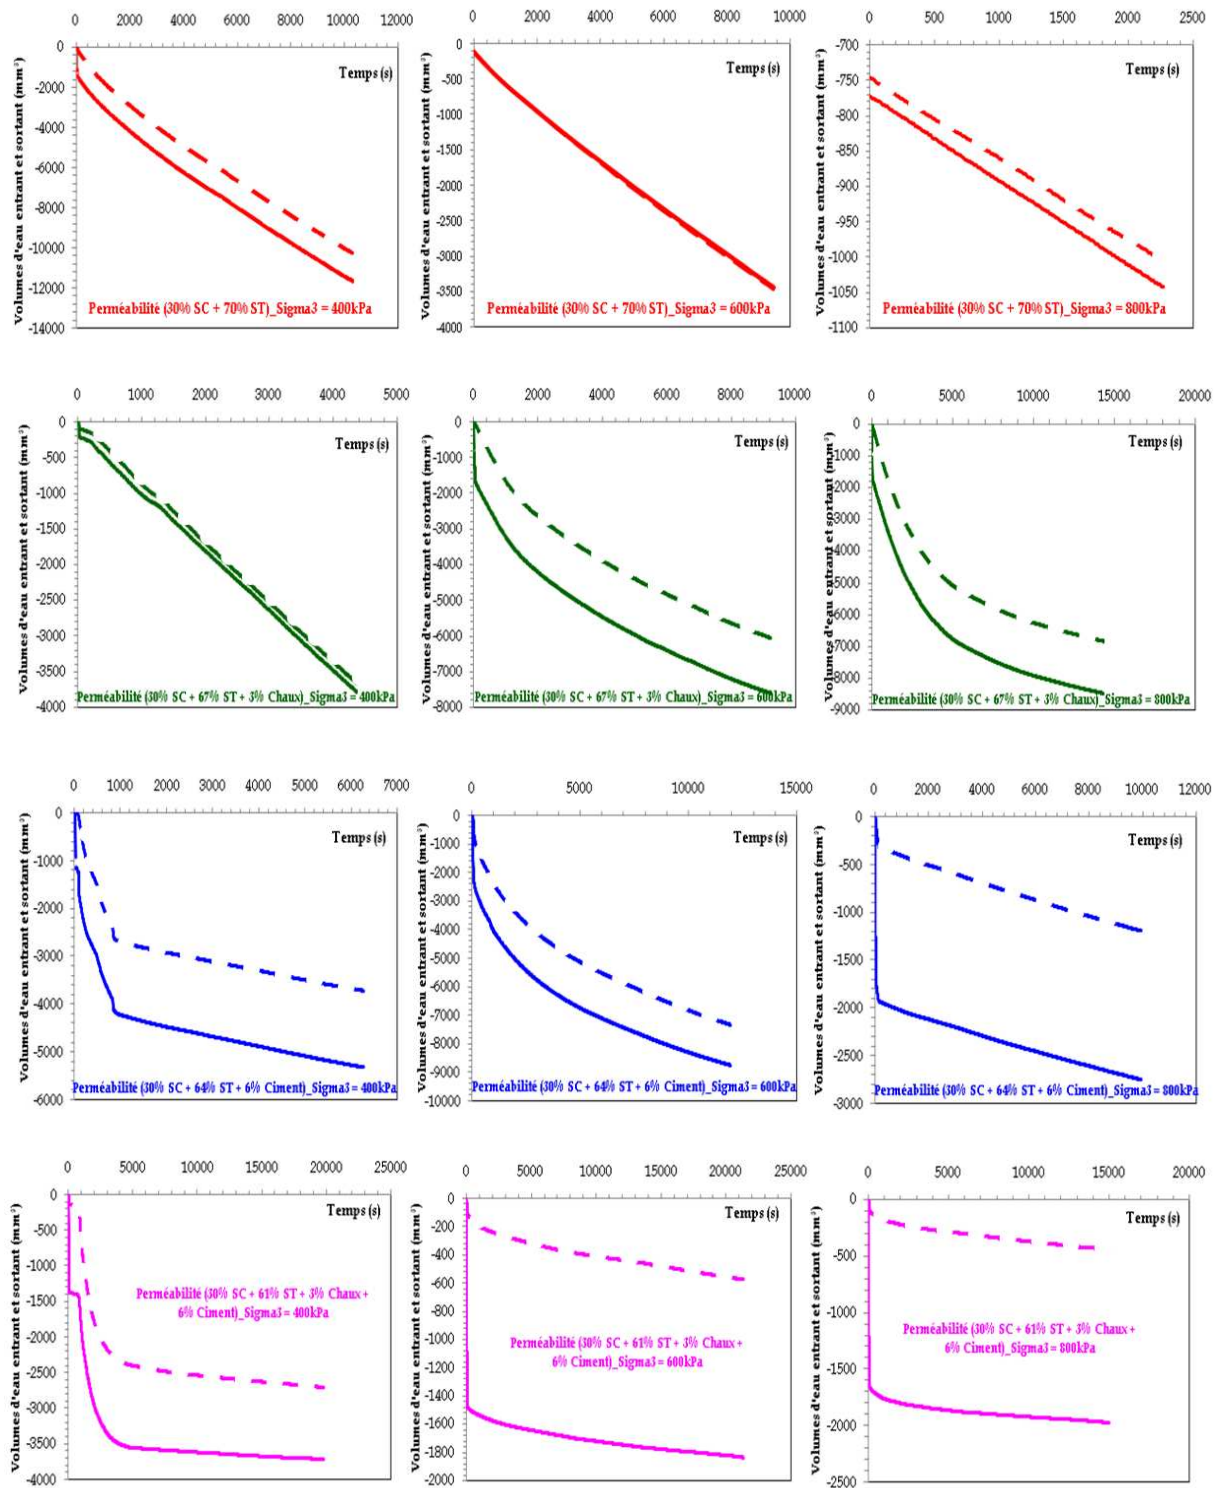 0 2000 4000 6000 8000 10000 12000
0
-2000
-4000
-6000
-8000
-10000
-12000
-14000
Volumes d'eau entrant et sortant (mm³)
Temps (s)
Perméabilité (30% SC + 70% ST)_Sigma3 = 400kPa
0 2000 4000 6000 8000 10000
0
-500
-1000
-1500
-2000
-2500
-3000
-3500
-4000
Volumes d'eau entrant et sortant (mm³)
Temps (s)
Perméabilité (30% SC + 70% ST)_Sigma3 = 600kPa
0 500 1000 1500 2000 2500
-700
-750
-800
-850
-900
-950
-1000
-1050
-1100
Volumes d'eau entrant et sortant (mm³)
Temps (s)
Perméabilité (30% SC + 70% ST)_Sigma3 = 800kPa
0 1000 2000 3000 4000 5000
0
-500
-1000
-1500
-2000
-2500
-3000
-3500
-4000
Volumes d'eau entrant et sortant (mm³)
Temps (s)
Perméabilité (30% SC + 67% ST + 3% Chaux)_Sigma3 = 400kPa
0 2000 4000 6000 8000 10000
0
-1000
-2000
-3000
-4000
-5000
-6000
-7000
-8000
Volumes d'eau entrant et sortant (mm³)
Temps (s)
Perméabilité (30% SC + 67% ST + 3% Chaux)_Sigma3 = 600kPa
0 5000 10000 15000 20000
0
-1000
-2000
-3000
-4000
-5000
-6000
-7000
-8000
-9000
Volumes d'eau entrant et sortant (mm³)
Temps (s)
Perméabilité (30% SC + 67% ST + 3% Chaux)_Sigma3 = 800kPa
0 1000 2000 3000 4000 5000 6000 7000
0
-1000
-2000
-3000
-4000
-5000
-6000
Volumes d'eau entrant et sortant (mm³)
Temps (s)
Perméabilité (30% SC + 64% ST + 6% Ciment)_Sigma3 = 400kPa
0 5000 10000 15000
0
-1000
-2000
-3000
-4000
-5000
-6000
-7000
-8000
-9000
-10000
Volumes d'eau entrant et sortant (mm³)
Temps (s)
Perméabilité (30% SC + 64% ST + 6% Ciment)_Sigma3 = 600kPa
0 2000 4000 6000 8000 10000 12000
0
-500
-1000
-1500
-2000
-2500
-3000
Volumes d'eau entrant et sortant (mm³)
Temps (s)
Perméabilité (30% SC + 64% ST + 6% Ciment)_Sigma3 = 800kPa
0 5000 10000 15000 20000 25000
0
-500
-1000
-1500
-2000
-2500
-3000
-3500
-4000
Volumes d'eau entrant et sortant (mm³)
Temps (s)
Perméabilité (30% SC + 61% ST + 3% Chaux +
6% Ciment)_Sigma3 = 400kPa
0 5000 10000 15000 20000 25000
0
-200
-400
-600
-800
-1000
-1200
-1400
-1600
-1800
-2000
Volumes d'eau entrant et sortant (mm³)
Temps (s)
Perméabilité (30% SC + 61% ST + 3% Chaux +
6% Ciment)_Sigma3 = 600kPa
0 5000 10000 15000 20000
0
-500
-1000
-1500
-2000
-2500
Volumes d'eau entrant et sortant (mm³)
Temps (s)
Perméabilité (30% SC + 61% ST + 3% Chaux +
6% Ciment)_Sigma3 = 800kPa